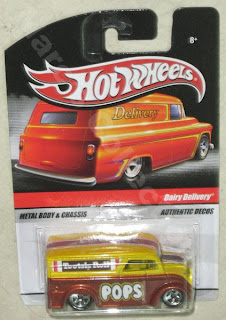 8+
Hot Wheels
Delivery
Dairy Delivery
METAL BODY & CHASSIS
AUTHENTIC DECOS
Tootsie Roll
POPS